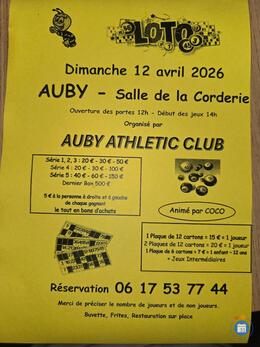 LOTO
Dimanche 12 avril 2026
AUBY - Salle de la Corderie
Ouverture des portes 12h - Début des jeux 14h
Organisé par
AUBY ATHLETIC CLUB
Série 1, 2, 3 : 20 € - 30 € - 50 €
Série 4 : 20 € - 30 € - 100 €
Série 5 : 40 € - 60 € - 150 €
Dernier Bon 500 €
5 € à la personne à droite et à gauche
de chaque gagnant
le tout en bons d'achats
Animé par COCO
1 Plaque de 12 cartons = 15 € = 1 joueur
2 Plaques de 12 cartons = 20 € = 1 joueur
1 Plaque de 6 cartons = 7 € = 1 enfant - 12 ans
+ Jeux Intermédiaires
Réservation 06 17 53 77 44
Merci de préciser le nombre de joueurs et de non joueurs.
Buvette, Frites, Restauration sur place